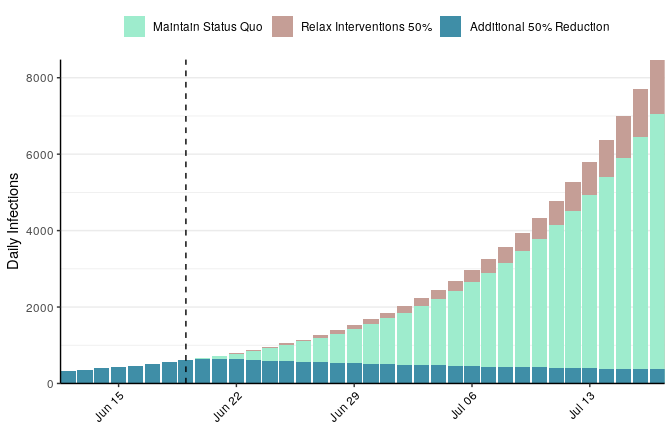 Maintain Status Quo Relax Interventions 50% Additional 50% Reduction
Daily Infections
8000
6000
4000
2000
0
Jun 15 Jun 22 Jun 29 Jul 06 Jul 13